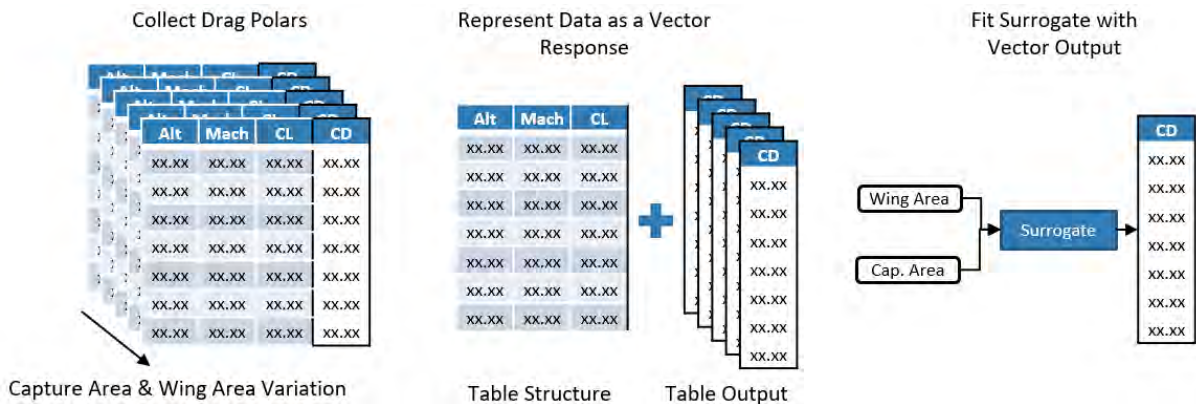 Collect Drag Polars
Represent Data as a Vector
Response
Fit Surrogate with
Vector Output
Alt Mach CL CD
Alt Mach CL CD
xx.xx xx.xx xx.xx xx.xx
xx.xx xx.xx xx.xx xx.xx
xx.xx xx.xx xx.xx xx.xx
xx.xx xx.xx xx.xx xx.xx
xx.xx xx.xx xx.xx xx.xx
xx.xx xx.xx xx.xx xx.xx
xx.xx xx.xx xx.xx xx.xx
Capture Area & Wing Area Variation
Alt Mach CL
xx.xx xx.xx xx.xx
xx.xx xx.xx xx.xx
xx.xx xx.xx xx.xx
xx.xx xx.xx xx.xx
xx.xx xx.xx xx.xx
xx.xx xx.xx xx.xx
xx.xx xx.xx xx.xx
Table Structure
CD
CD
xx.xx
xx.xx
xx.xx
xx.xx
xx.xx
xx.xx
xx.xx
Table Output
Wing Area
Cap. Area
Surrogate
CD
xx.xx
xx.xx
xx.xx
xx.xx
xx.xx
xx.xx
xx.xx